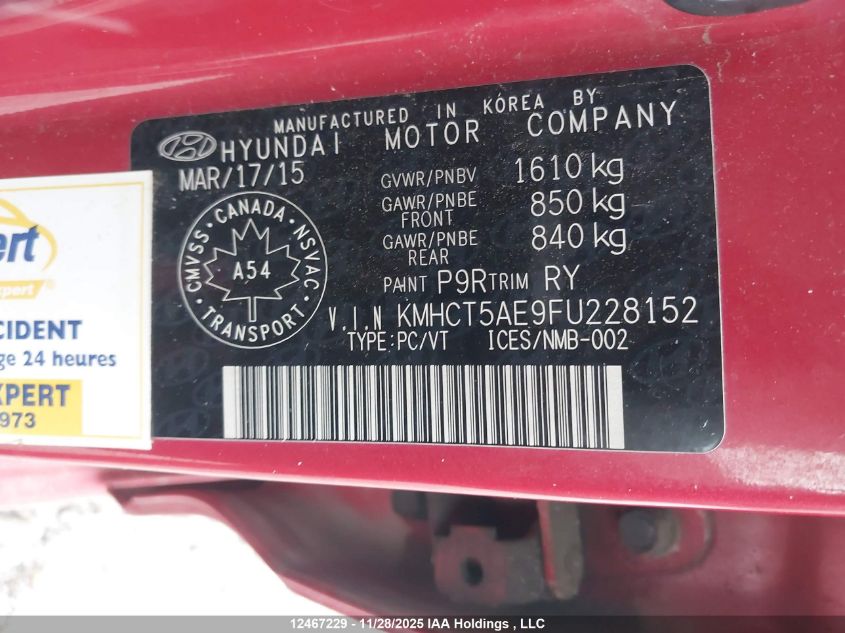 MANUFACTURED IN KOREA BY
HYUNDAI MOTOR COMPANY
MAR/17/15
GVWR/PNBV 1610 kg
GAWR/PNBE FRONT 850 kg
GAWR/PNBE REAR 840 kg
PAINT P9R TRIM RY
CMVSS CANADA NSVAC
A54
TRANSPORT
V.I.N KMHCT5AE9FU228152
TYPE:PC/VT ICES/NMB-002
ert
xpert
CIDENT
ge 24 heures
XPERT
973
12467229 - 11/28/2025 IAA Holdings , LLC